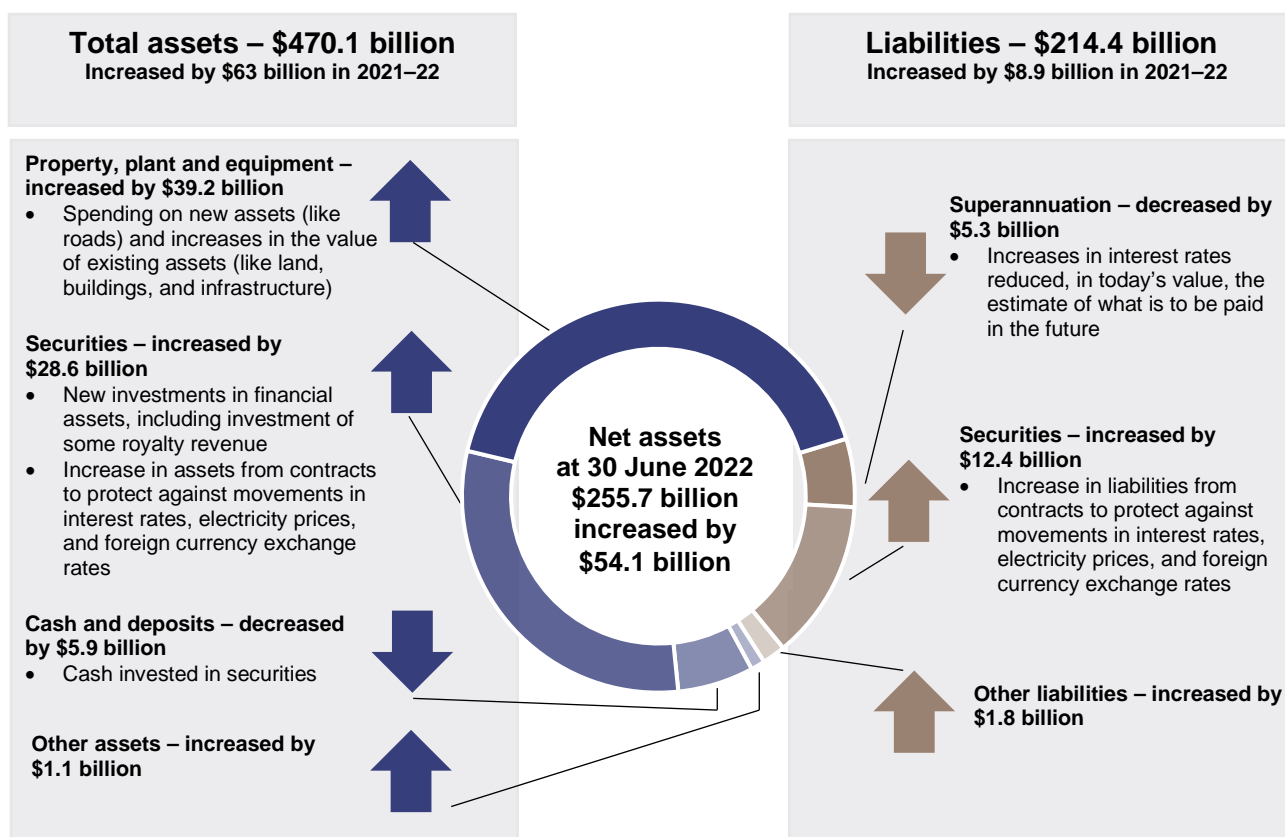 Total assets – $470.1 billion
Increased by $63 billion in 2021–22
Property, plant and equipment –
increased by $39.2 billion
• Spending on new assets (like
roads) and increases in the value
of existing assets (like land,
buildings, and infrastructure)
Securities – increased by
$28.6 billion
• New investments in financial
assets, including investment of
some royalty revenue
• Increase in assets from contracts
to protect against movements in
interest rates, electricity prices,
and foreign currency exchange
rates
Cash and deposits – decreased
by $5.9 billion
• Cash invested in securities
Other assets – increased by
$1.1 billion
Net assets
at 30 June 2022
$255.7 billion
increased by
$54.1 billion
Liabilities – $214.4 billion
Increased by $8.9 billion in 2021–22
Superannuation – decreased by
$5.3 billion
• Increases in interest rates
reduced, in today’s value, the
estimate of what is to be paid
in the future
Securities – increased by
$12.4 billion
• Increase in liabilities from
contracts to protect against
movements in interest rates,
electricity prices, and foreign
currency exchange rates
Other liabilities – increased by
$1.8 billion